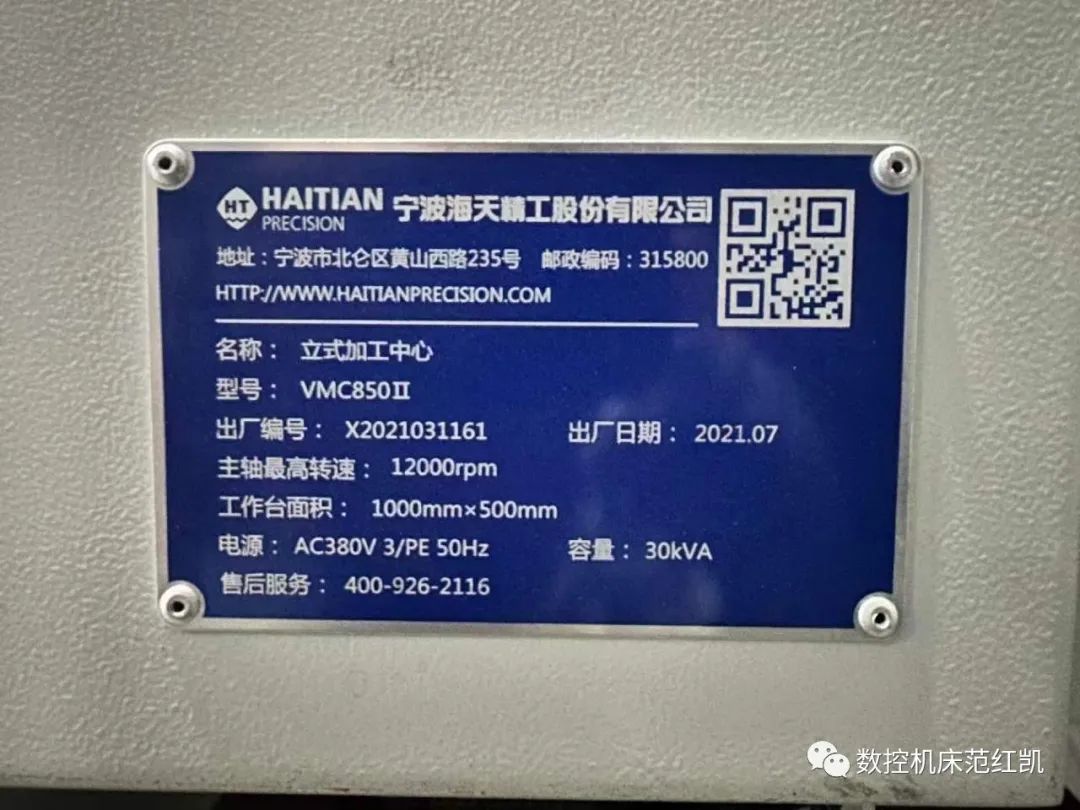 HT HAITIAN PRECISION 宁波海天精工股份有限公司
地址：宁波市北仑区黄山西路235号 邮政编码：315800
HTTP://WWW.HAITIANPRECISION.COM
名称： 立式加工中心
型号： VMC850Ⅱ
出厂编号： X2021031161 出厂日期： 2021.07
主轴最高转速： 12000rpm
工作台面积： 1000mm×500mm
电源： AC380V 3/PE 50Hz 容量： 30kVA
售后服务： 400-926-2116
数控机床范红凯